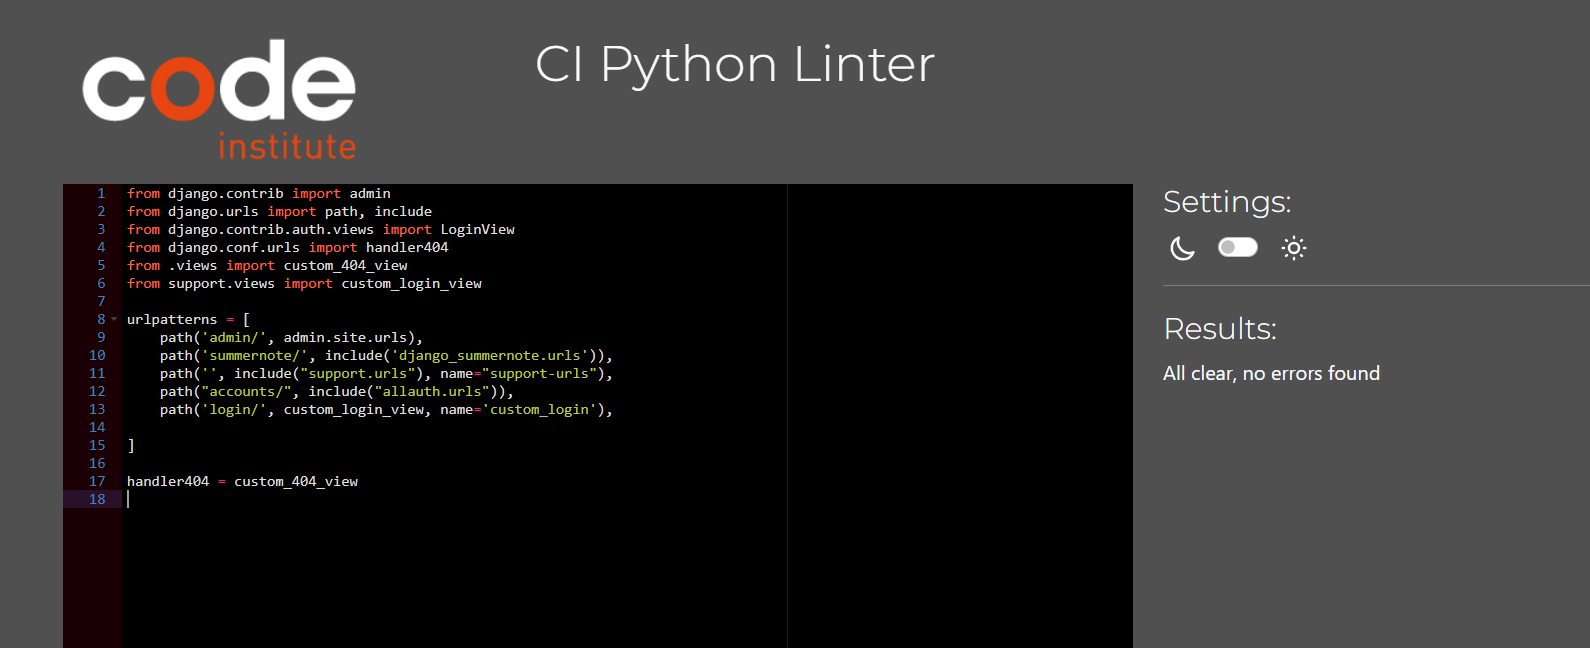 code
institute
CI Python Linter
1 from django.contrib import admin
2 from django.urls import path, include
3 from django.contrib.auth.views import LoginView
4 from django.conf.urls import handler404
5 from .views import custom_404_view
6 from support.views import custom_login_view
7
8 urlpatterns = [
9     path('admin/', admin.site.urls),
10     path('summernote/', include('django_summernote.urls')),
11     path('', include("support.urls"), name="support-urls"),
12     path("accounts/", include("allauth.urls")),
13     path('login/', custom_login_view, name='custom_login'),
14
15 ]
16
17 handler404 = custom_404_view
18
Settings:
Results:
All clear, no errors found